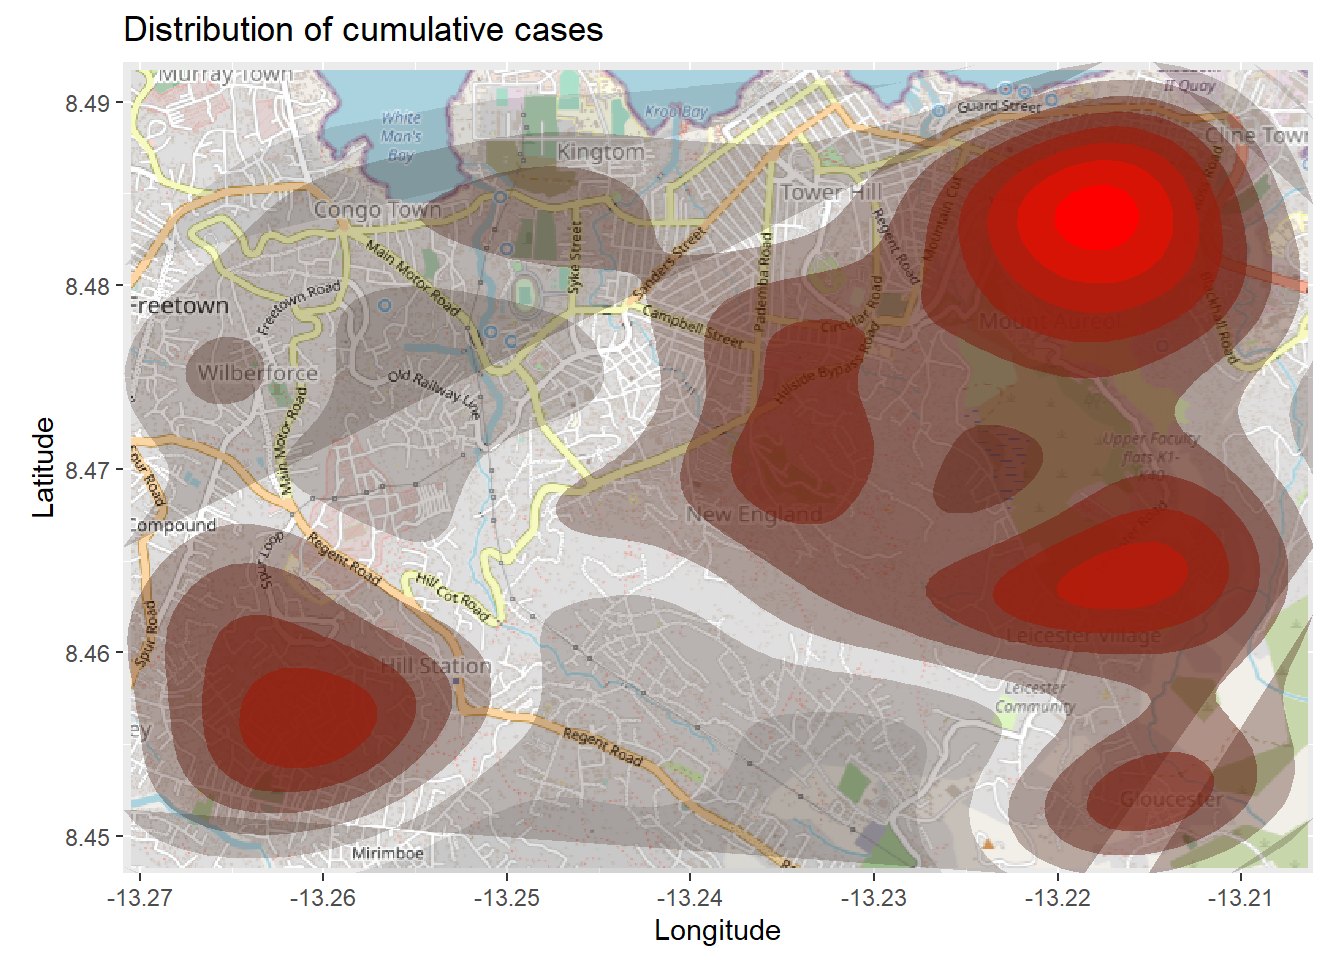 Distribution of cumulative cases
Murray Town
II Quay
8.49
White
Man's
Bay
Kroo Bay
Guard Street
Cline Town
Kingtom
Tower Hill
Congo Town
Mountain Cut
Regent Road
Syke Street
Sanders Street
Pademba Road
Main Motor Road
8.48
Freetown
Freetown Road
Campbell Street
Circular Road
Mount Aureol
Hillside Bypass Road
Wilberforce
Old Railway Line
Main Motor Road
Latitude
8.47
Upper Faculty
flats K1-
Spur Road
New England
Compound
Regent Road
Spur Loop
Hill Cot Road
8.46
Spur Road
Leicester Village
Hill Station
Leicester
Community
ey
Regent Road
Gloucester
8.45
Mirimboe
-13.27
-13.26
-13.25
-13.24
-13.23
-13.22
-13.21
Longitude